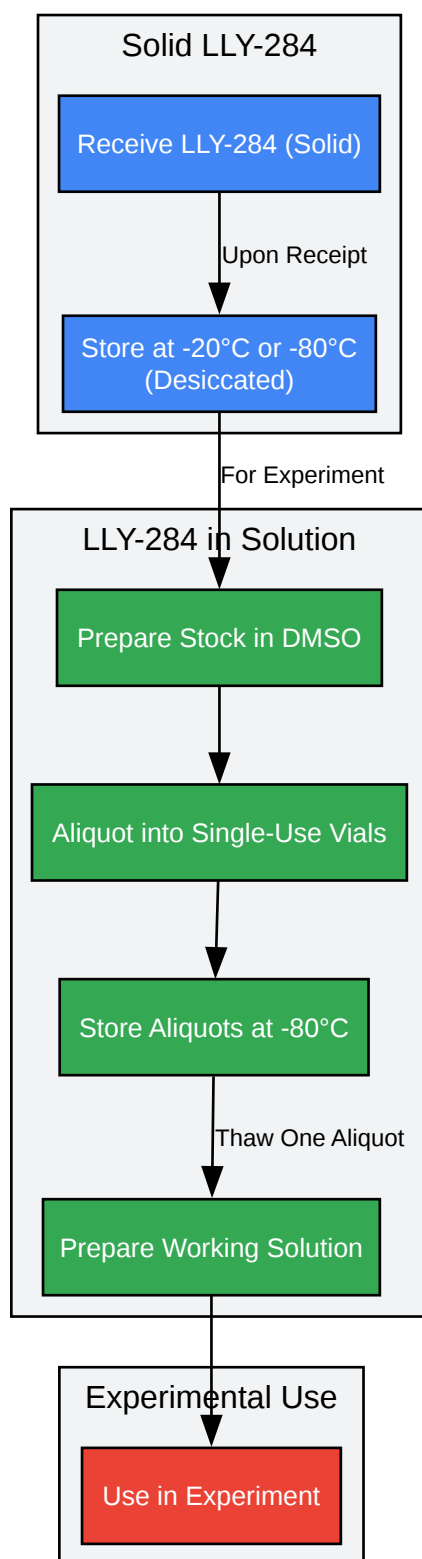 Solid LLY-284
Receive LLY-284 (Solid)
Upon Receipt
Store at -20°C or -80°C
(Desiccated)
For Experiment
LLY-284 in Solution
Prepare Stock in DMSO
Aliquot into Single-Use Vials
Store Aliquots at -80°C
Thaw One Aliquot
Prepare Working Solution
Experimental Use
Use in Experiment